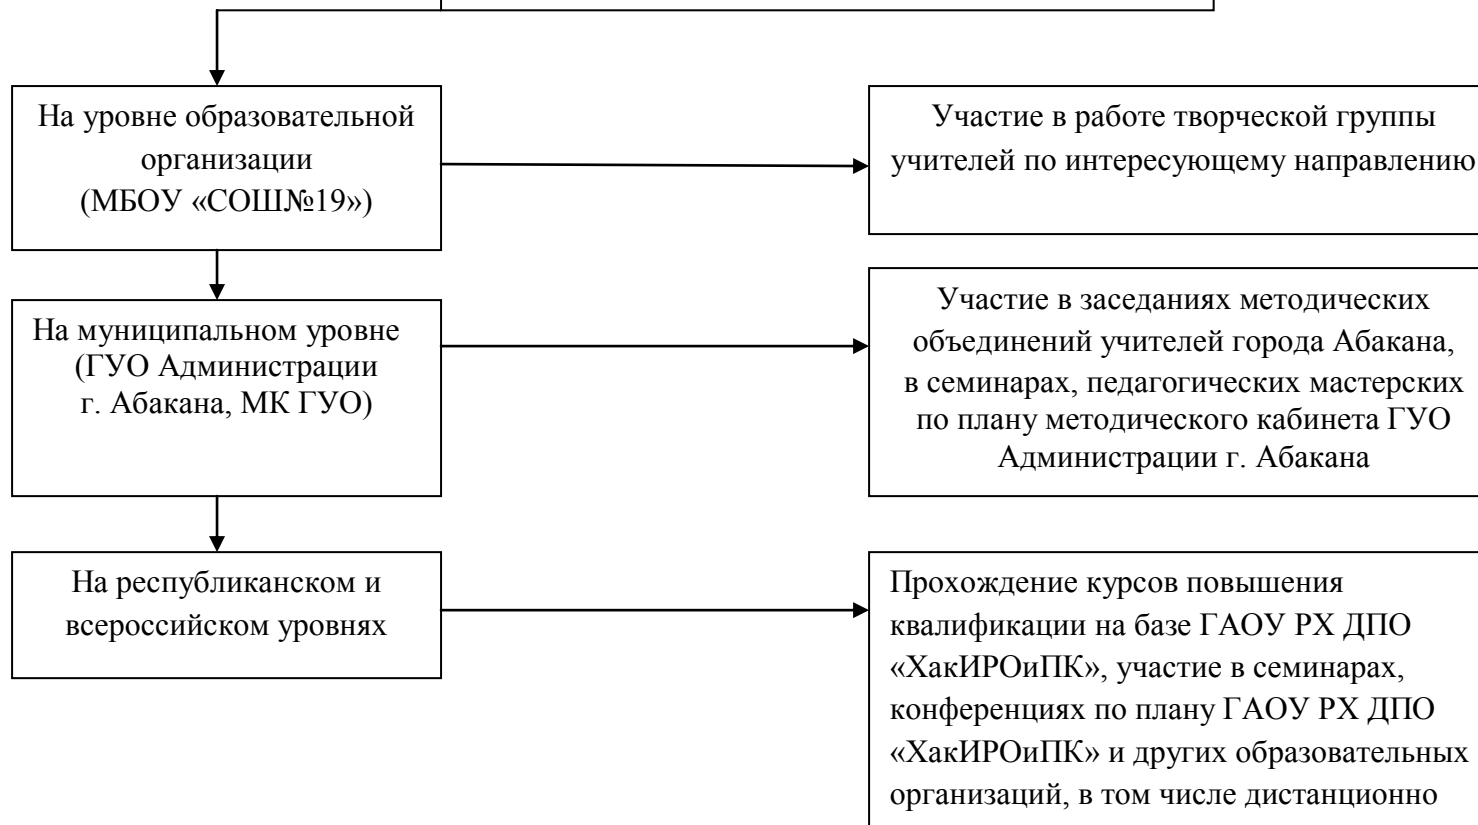 На уровне образовательной
организации
(МБОУ «СОШ№19»)
Участие в работе творческой группы
учителей по интересующему направлению
На муниципальном уровне
(ГУО Администрации
г. Абакана, МК ГУО)
Участие в заседаниях методических
объединений учителей города Абакана,
в семинарах, педагогических мастерских
по плану методического кабинета ГУО
Администрации г. Абакана
На республиканском и
всероссийском уровнях
Прохождение курсов повышения
квалификации на базе ГАОУ РХ ДПО
«ХакИРОиПК», участие в семинарах,
конференциях по плану ГАОУ РХ ДПО
«ХакИРОиПК» и других образовательных
организаций, в том числе дистанционно